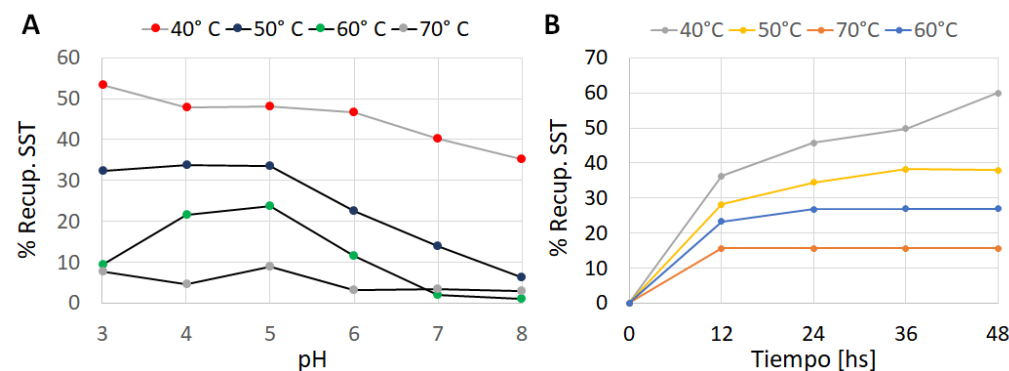 A
40° C 50° C 60° C 70° C
% Recup. SST
60
50
40
30
20
10
0
3 4 5 6 7 8
pH
B
40°C 50°C 70°C 60°C
% Recup. SST
70
60
50
40
30
20
10
0
0 12 24 36 48
Tiempo [hs]